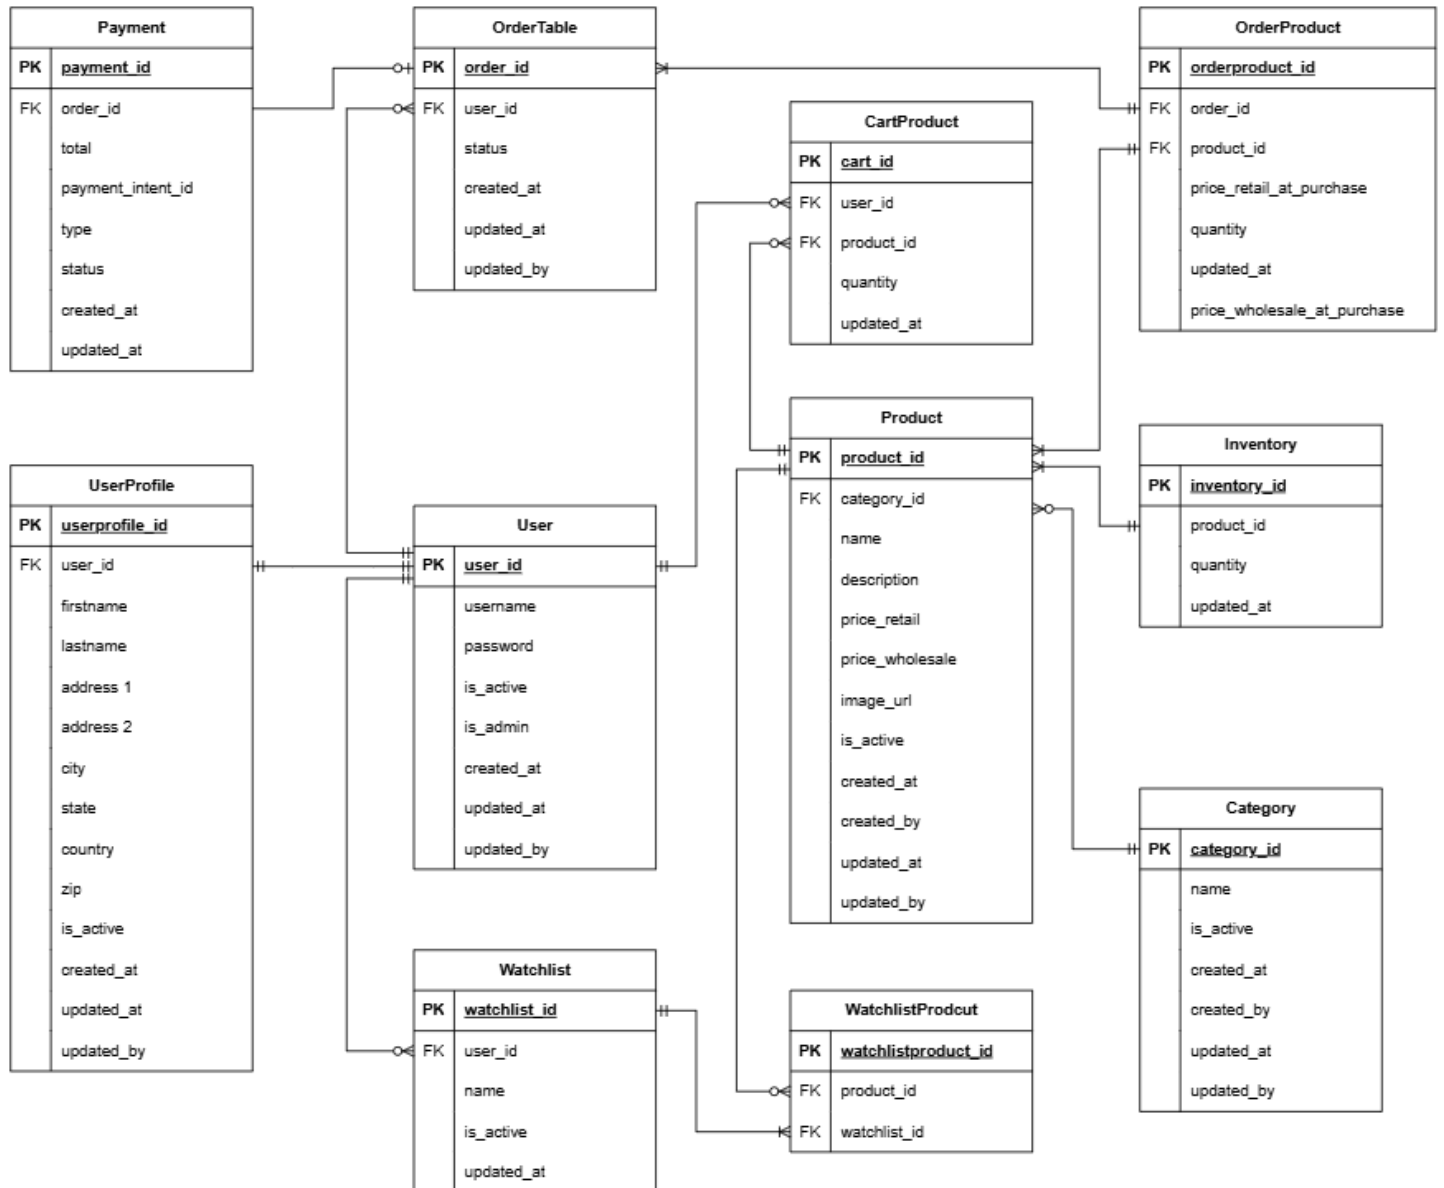 Payment
PK payment_id
FK order_id
total
payment_intent_id
type
status
created_at
updated_at
OrderTable
PK order_id
FK user_id
status
created_at
updated_at
updated_by
OrderProduct
PK orderproduct_id
FK order_id
FK product_id
price_retail_at_purchase
quantity
updated_at
price_wholesale_at_purchase
CartProduct
PK cart_id
FK user_id
FK product_id
quantity
updated_at
Product
PK product_id
FK category_id
name
description
price_retail
price_wholesale
image_url
is_active
created_at
created_by
updated_at
updated_by
Inventory
PK inventory_id
product_id
quantity
updated_at
UserProfile
PK userprofile_id
FK user_id
firstname
lastname
address 1
address 2
city
state
country
zip
is_active
created_at
updated_at
updated_by
User
PK user_id
username
password
is_active
is_admin
created_at
updated_at
updated_by
Category
PK category_id
name
is_active
created_at
created_by
updated_at
updated_by
Watchlist
PK watchlist_id
FK user_id
name
is_active
updated_at
WatchlistProdcut
PK watchlistproduct_id
FK product_id
FK watchlist_id